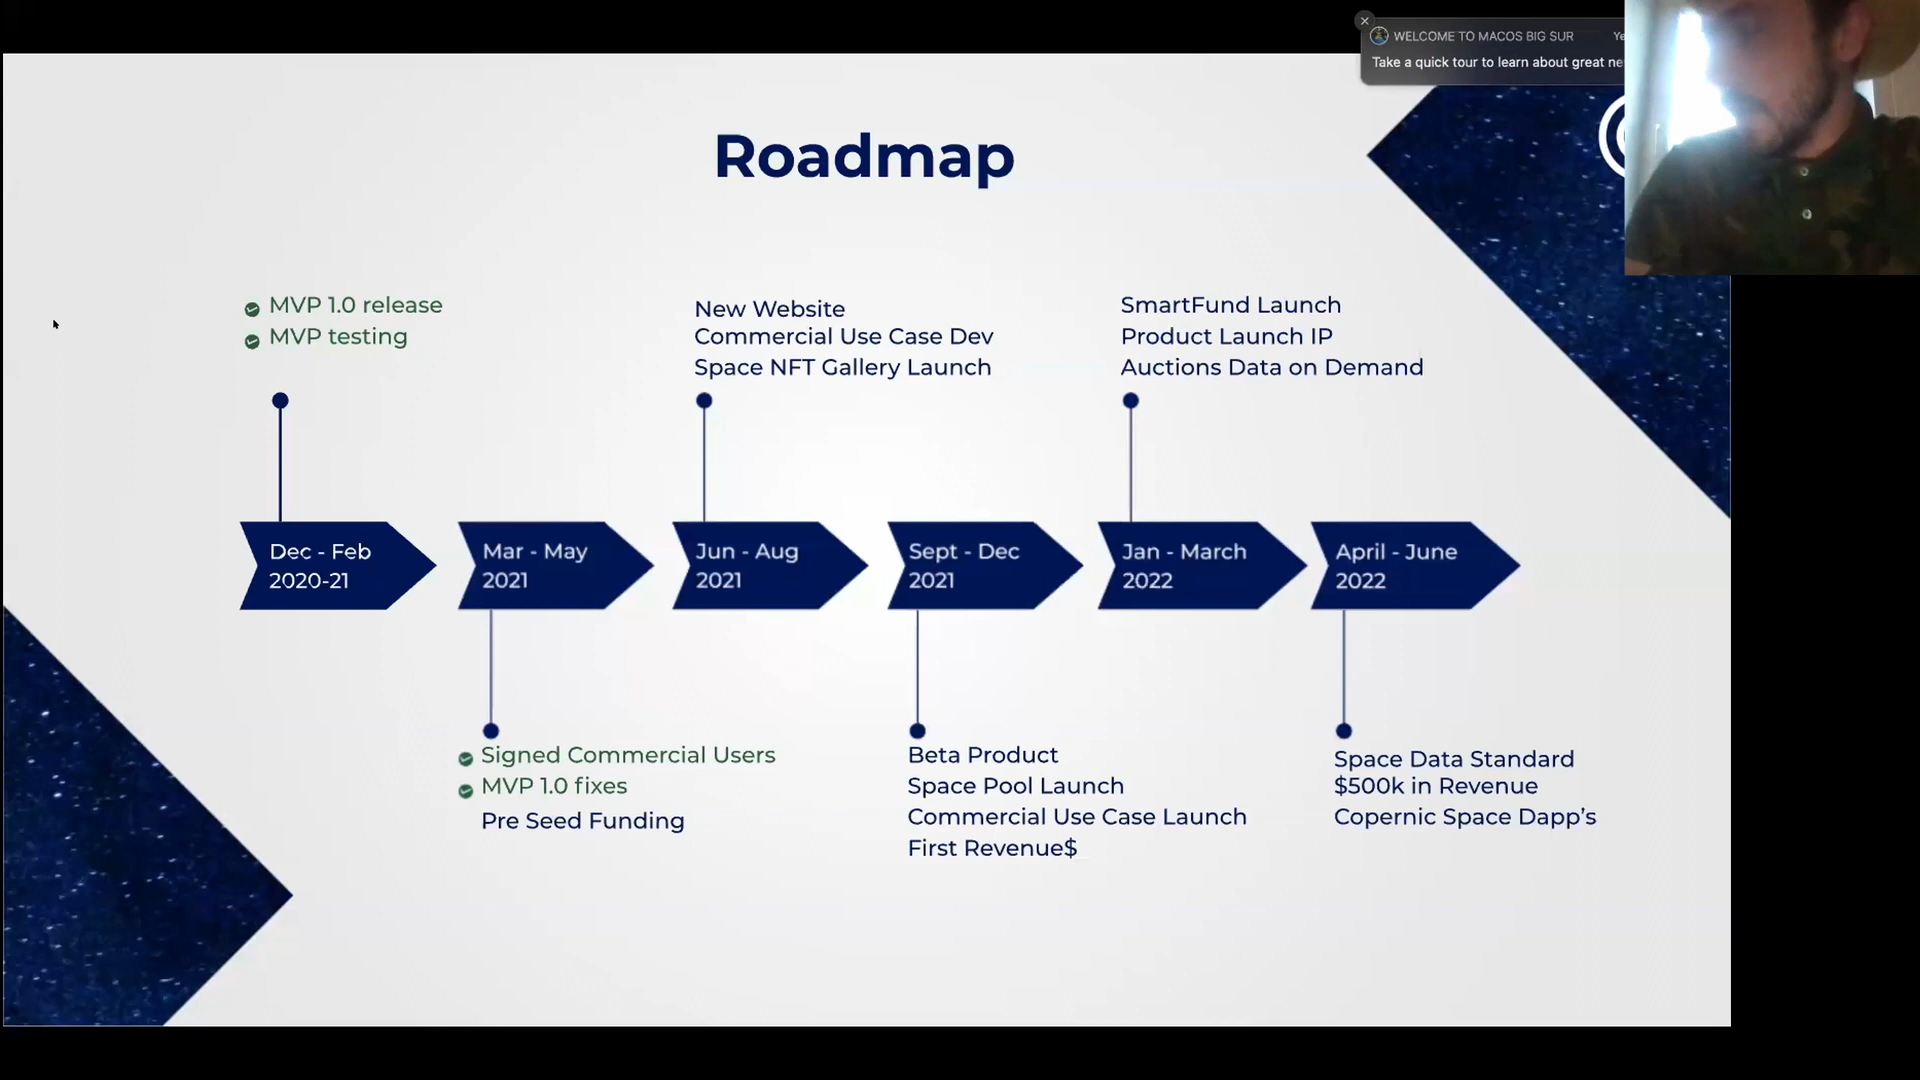 WELCOME TO MACOS BIG SUR
Take a quick tour to learn about great
Roadmap
MVP 1.0 release
MVP testing
New Website
Commercial Use Case Dev
Space NFT Gallery Launch
SmartFund Launch
Product Launch IP
Auctions Data on Demand
Dec - Feb
2020-21
Mar - May
2021
Jun - Aug
2021
Sept - Dec
2021
Jan - March
2022
April - June
2022
Signed Commercial Users
MVP 1.0 fixes
Pre Seed Funding
Beta Product
Space Pool Launch
Commercial Use Case Launch
First Revenue$
Space Data Standard
$500k in Revenue
Copernic Space Dapp's